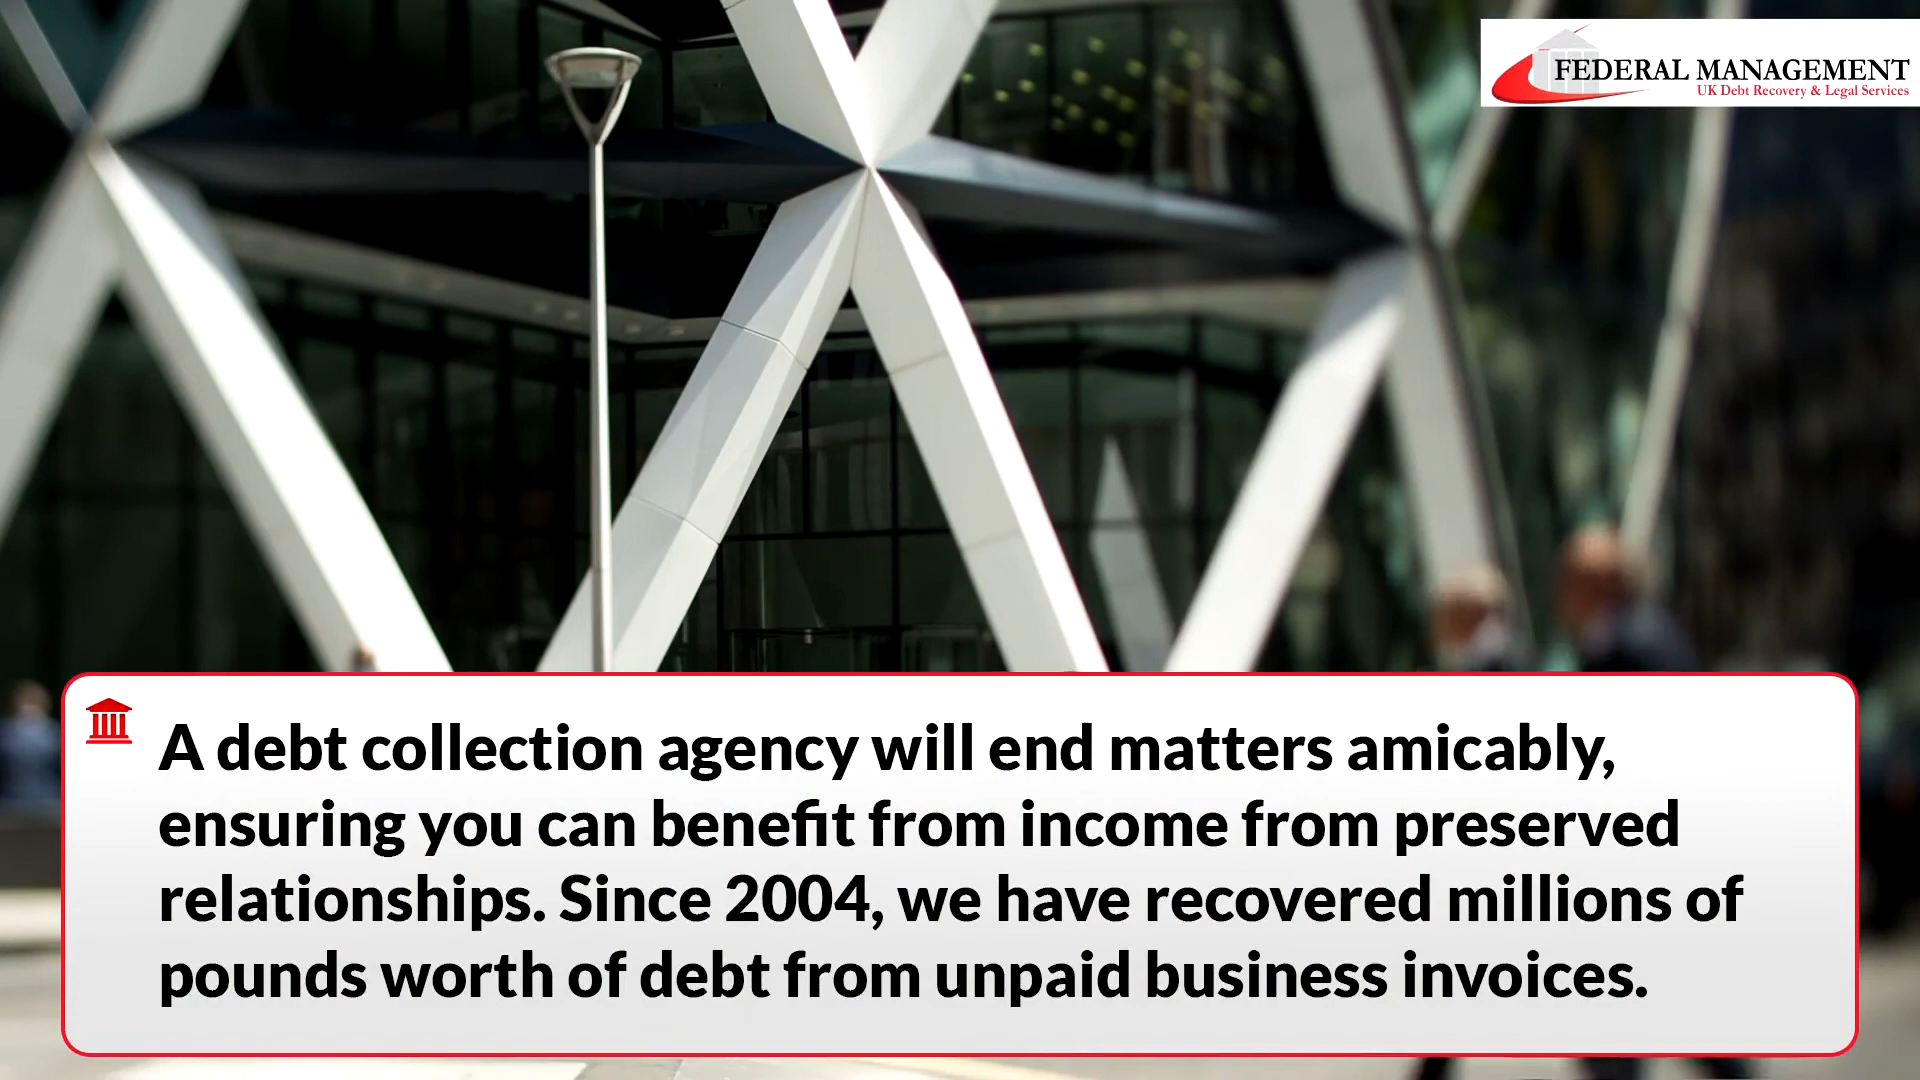 FEDERAL MANAGEMENT
UK Debt Recovery & Legal Services
A debt collection agency will end matters amicably,
ensuring you can benefit from income from preserved
relationships. Since 2004, we have recovered millions of
pounds worth of debt from unpaid business invoices.